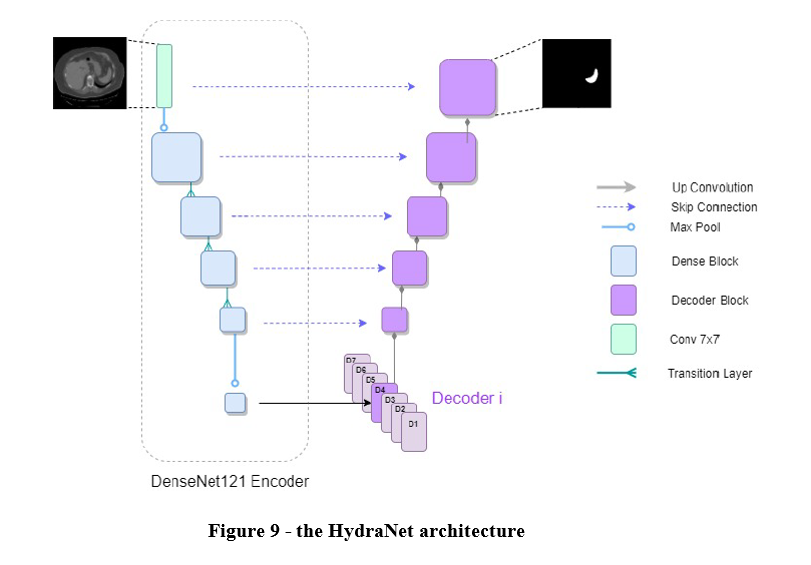 Up Convolution
Skip Connection
Max Pool
Dense Block
Decoder Block
Conv 7x7
Transition Layer
D7
D6
D5
D4
D3
D2
D1
Decoder i
DenseNet121 Encoder
Figure 9 - the HydraNet architecture